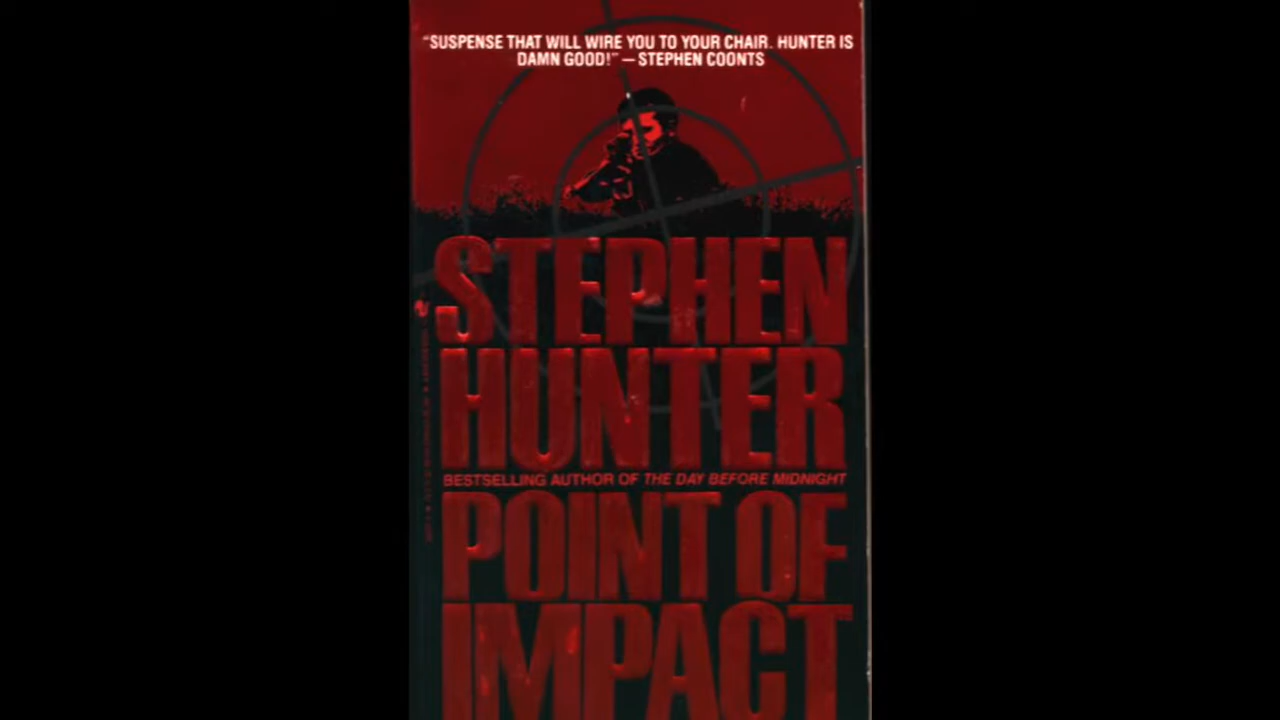 “SUSPENSE THAT WILL WIRE YOU TO YOUR CHAIR. HUNTER IS
DAMN GOOD!” — STEPHEN COONTS
STEPHEN
HUNTER
BESTSELLING AUTHOR OF THE DAY BEFORE MIDNIGHT
POINT OF
IMPACT